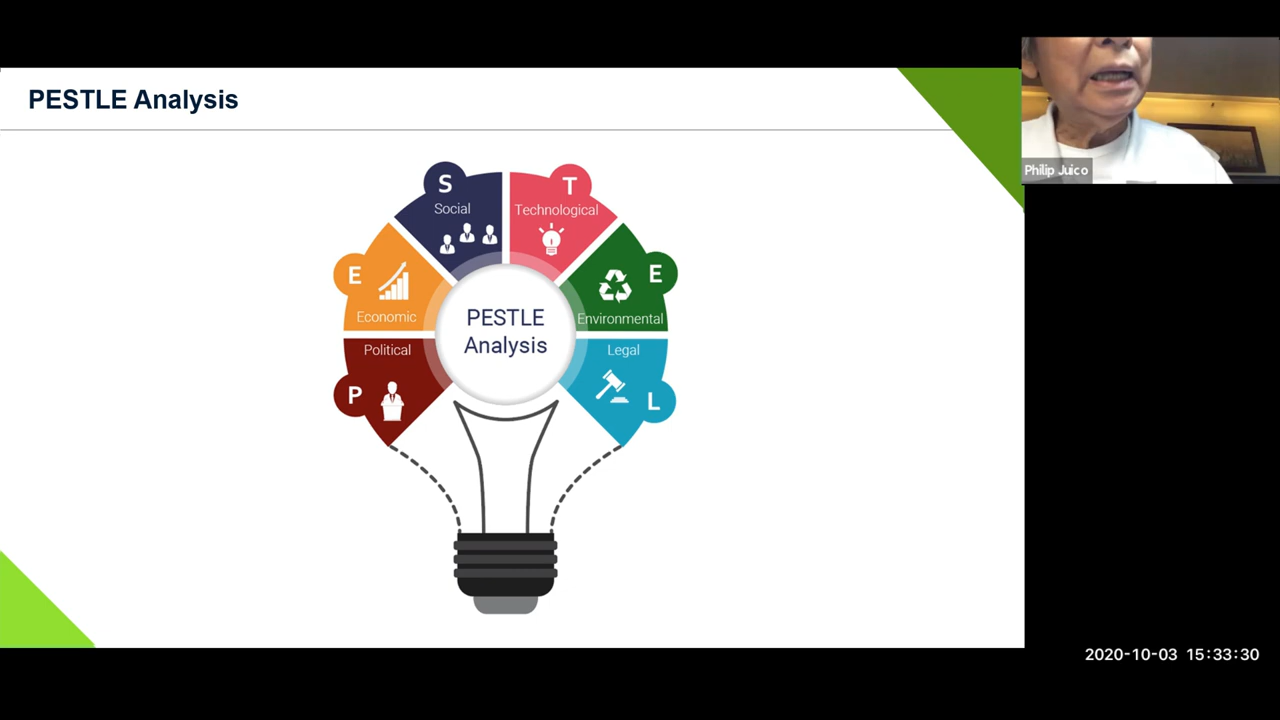 PESTLE Analysis
S
Social
T
Technological
E
Economic
E
Environmental
PESTLE
Analysis
Political
P
Legal
L
Philip Juico
2020-10-03 15:33:30